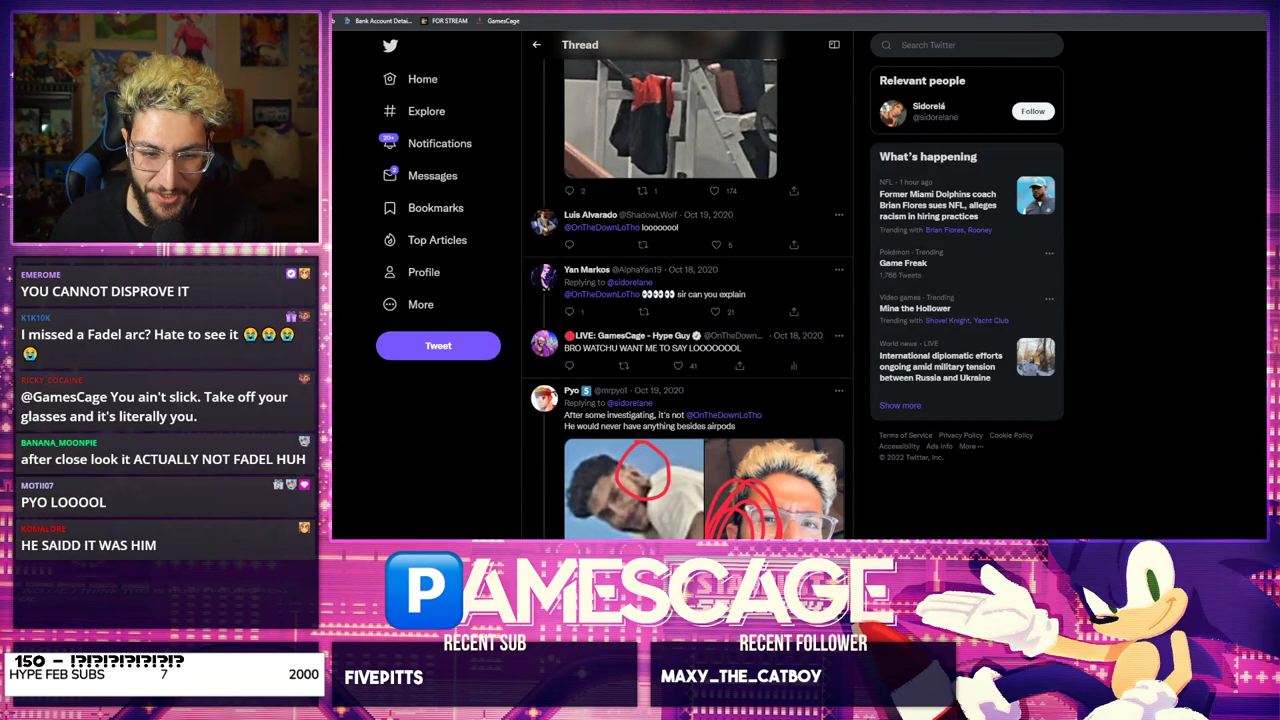 Bank Account Detai...
FOR STREAM
GamesCage
Home
Explore
20+
Notifications
2
Messages
Bookmarks
Top Articles
Profile
More
Tweet
Thread
2
1
174
Luis Alvarado @ShadowLWolf · Oct 19, 2020
@OnTheDownLoTho looooool
6
Yan Markos @AlphaYan19 · Oct 18, 2020
Replying to @sidorelane
@OnTheDownLoTho 👀👀👀👀 sir can you explain
1
21
🔴LIVE: GamesCage - Hype Guy @OnTheDown... · Oct 18, 2020
BRO WATCHU WANT ME TO SAY LOOOOOOOL
41
Pyo 5️⃣ @mrpyo1 · Oct 19, 2020
Replying to @sidorelane
After some investigating, it's not @OnTheDownLoTho
He would never have anything besides airpods
Search Twitter
Relevant people
Sidorelá
@sidorelane
Follow
What's happening
NFL · 1 hour ago
Former Miami Dolphins coach
Brian Flores sues NFL, alleges
racism in hiring practices
Trending with Brian Flores, Rooney
Pokémon · Trending
Game Freak
1,766 Tweets
Video games · Trending
Mina the Hollower
Trending with Shovel Knight, Yacht Club
World news · LIVE
International diplomatic efforts
ongoing amid military tension
between Russia and Ukraine
Show more
Terms of Service Privacy Policy Cookie Policy
Accessibility Ads info More ···
© 2022 Twitter, Inc.
EMEROME
YOU CANNOT DISPROVE IT
K1K10K
I missed a Fadel arc? Hate to see it 😭 😭 😭
😭
RICKY_COCAINE
@GamesCage You ain't slick. Take off your
glasses and it's literally you.
BANANA_MOONPIE
after close look it ACTUALLY NOT FADEL HUH
MOTII07
PYO LOOOOL
KOMALORE
HE SAIDD IT WAS HIM
🅿️AMESCAGE
RECENT SUB
FIVEPITTS
RECENT FOLLOWER
MAXY_THE_CATBOY
150 - !?!?!?!?!?!?!?
HYPE FEB SUBS 7 2000